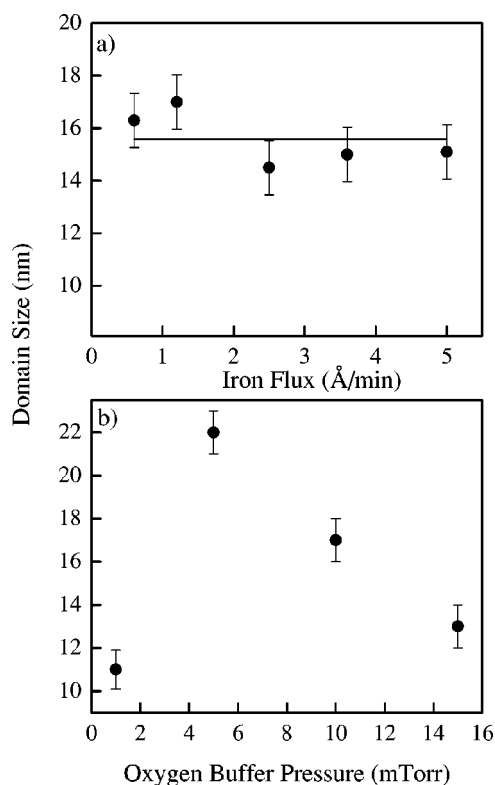 20
a)
18
16
14
12
10
0 1 2 3 4 5
Iron Flux (Å/min)
Domain Size (nm)
b)
22
20
18
16
14
12
10
0 2 4 6 8 10 12 14 16
Oxygen Buffer Pressure (mTorr)